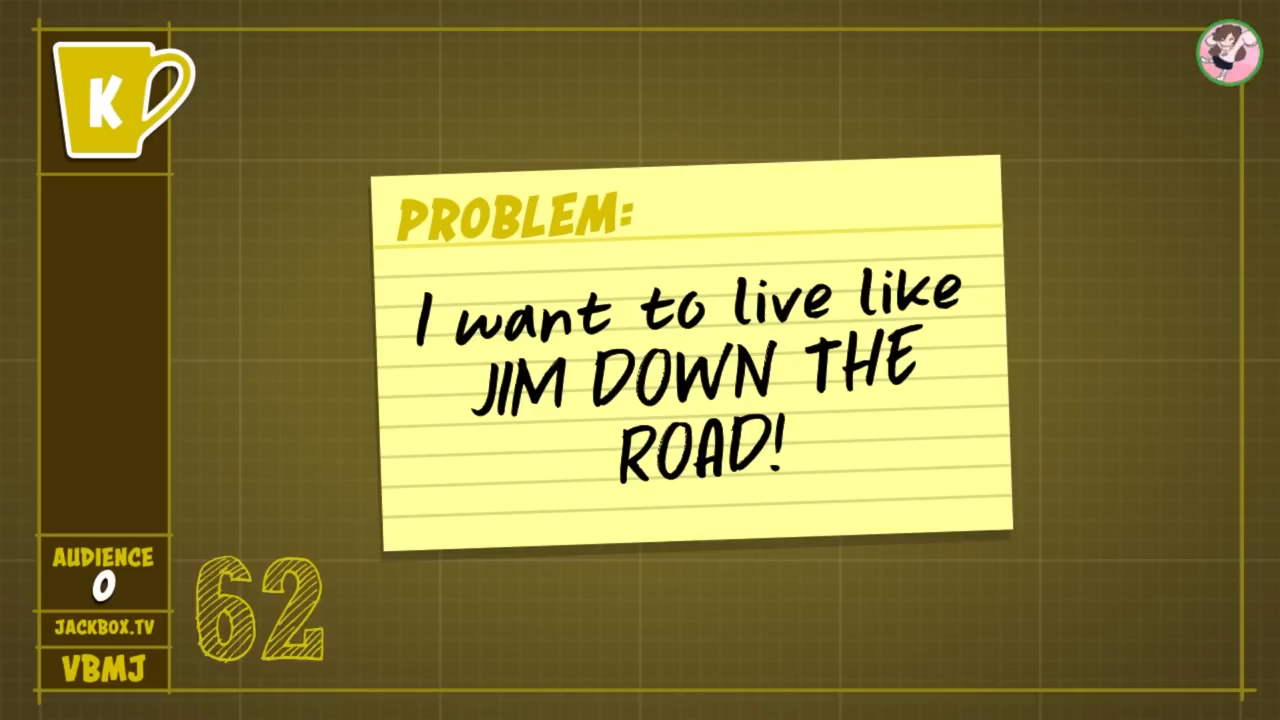 K
PROBLEM:
I want to live like
JIM DOWN THE
ROAD!
AUDIENCE
0
JACKBOX.TV
VBMJ
62